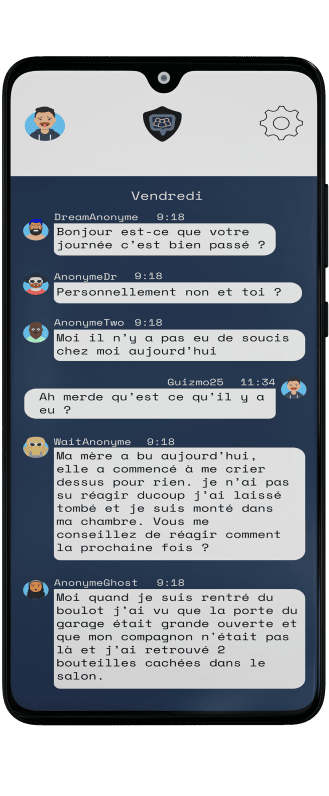 Vendredi
DreamAnonyme 9:18
Bonjour est-ce que votre
journée c'est bien passé ?
AnonymeDr 9:18
Personnellement non et toi ?
AnonymeTwo 9:18
Moi il n'y a pas eu de soucis
chez moi aujourd'hui
Guizmo25 11:34
Ah merde qu'est ce qu'il y a
eu ?
WaitAnonyme 9:18
Ma mère a bu aujourd'hui,
elle a commencé à me crier
dessus pour rien. je n'ai pas
su réagir ducoup j'ai laissé
tombé et je suis monté dans
ma chambre. Vous me
conseillez de réagir comment
la prochaine fois ?
AnonymeGhost 9:18
Moi quand je suis rentré du
boulot j'ai vu que la porte du
garage était grande ouverte et
que mon compagnon n'était pas
là et j'ai retrouvé 2
bouteilles cachées dans le
salon.